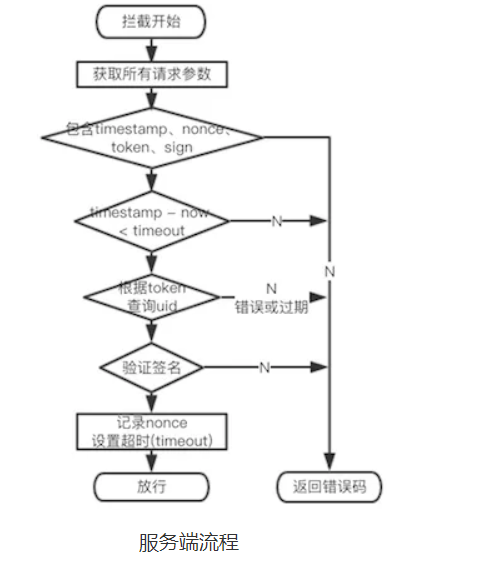 拦截开始
获取所有请求参数
包含timestamp、nonce、
token、sign
timestamp - now
< timeout
N
N
根据token
查询uid
N
错误或过期
验证签名
N
记录nonce
设置超时(timeout)
放行
返回错误码
服务端流程